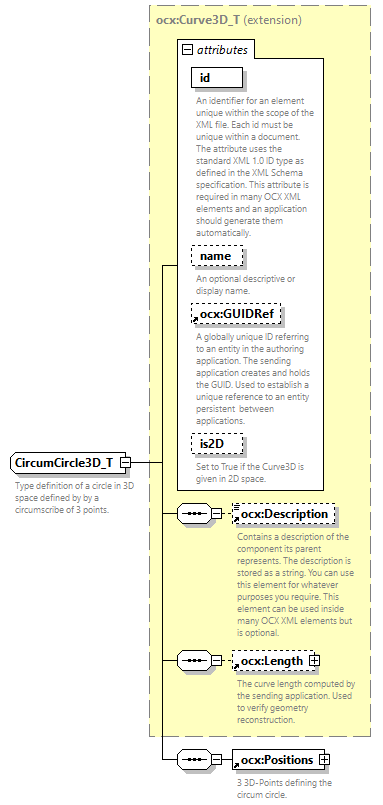 ocx:Curve3D_T (extension)
attributes
id
An identifier for an element
unique within the scope of the
XML file. Each id must be
unique within a document.
The attribute uses the
standard XML 1.0 ID type as
defined in the XML Schema
specification. This attribute is
required in many OCX XML
elements and an application
should generate them
automatically.
name
An optional descriptive or
display name.
ocx:GUIDRef
A globally unique ID referring
to an entity in the authoring
application. The sending
application creates and holds
the GUID. Used to establish a
unique reference to an entity
persistent between
applications.
is2D
Set to True if the Curve3D is
given in 2D space.
CircumCircle3D_T
Type definition of a circle in 3D
space defined by by a
circumscribe of 3 points.
ocx:Description
Contains a description of the
component its parent
represents. The description is
stored as a string. You can use
this element for whatever
purposes you require. This
element can be used inside
many OCX XML elements but
is optional.
ocx:Length
The curve length computed by
the sending application. Used
to verify geometry
reconstruction.
ocx:Positions
3 3D-Points defining the
circum circle.